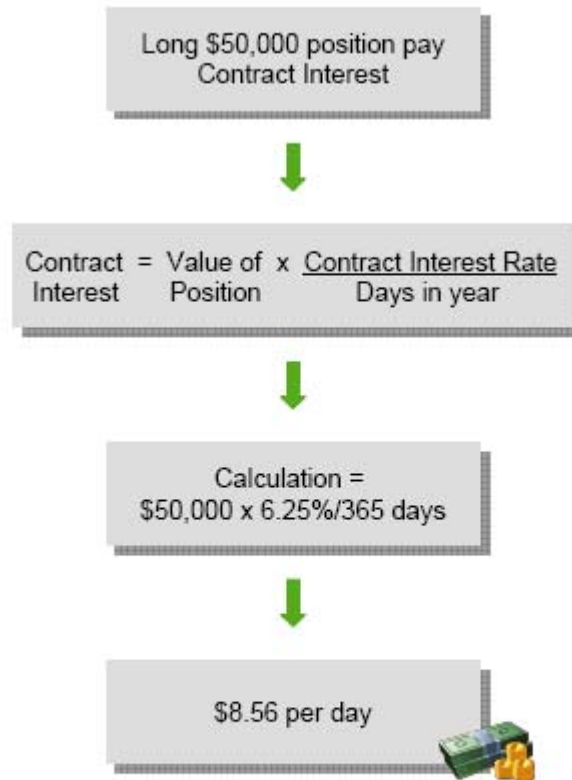 Long $50,000 position pay
Contract Interest
Contract = Value of x Contract Interest Rate
Interest Position Days in year
Calculation =
$50,000 x 6.25%/365 days
$8.56 per day